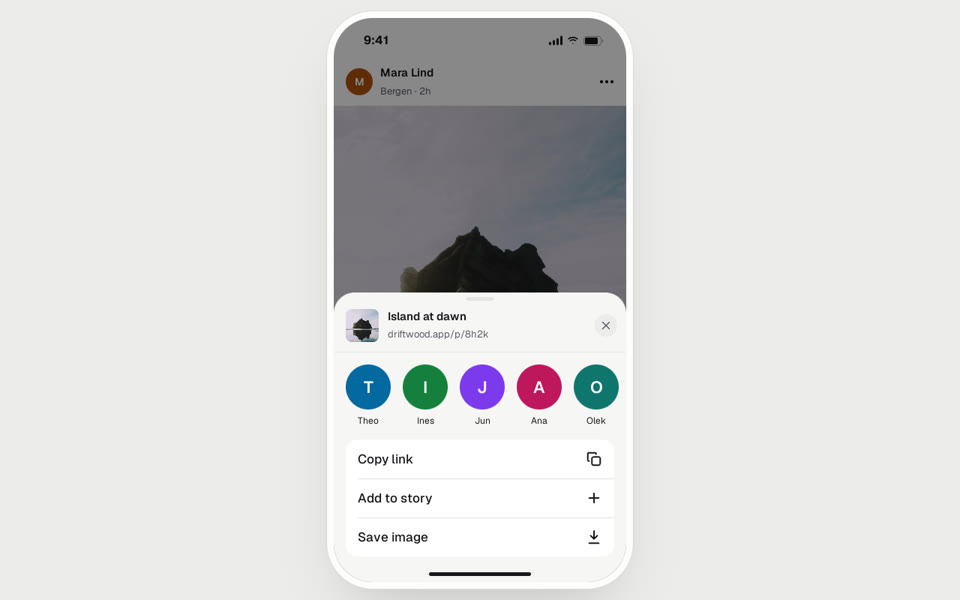 9:41
M
Mara Lind
Bergen · 2h
Island at dawn
driftwood.app/p/8h2k
T
I
J
A
O
Theo
Ines
Jun
Ana
Olek
Copy link
Add to story
Save image